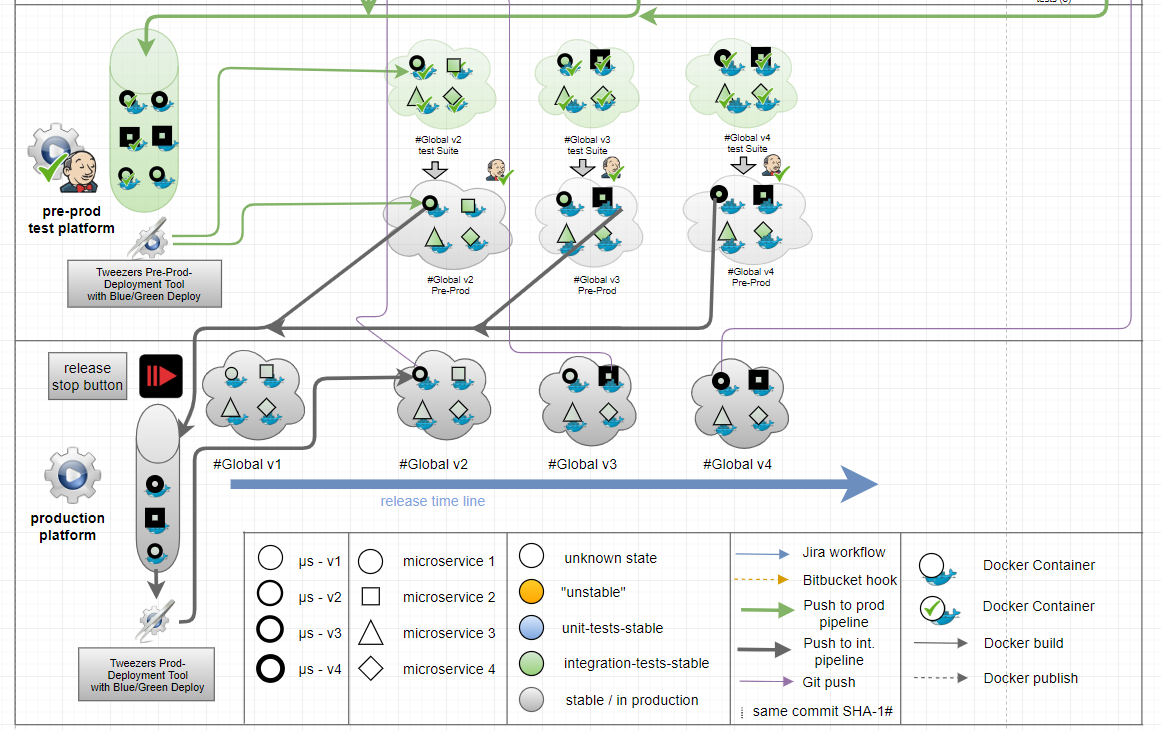 tests (6)
#Global v2
test Suite
#Global v3
test Suite
#Global v4
test Suite
pre-prod
test platform
Tweezers Pre-Prod-
Deployment Tool
with Blue/Green Deploy
#Global v2
Pre-Prod
#Global v3
Pre-Prod
#Global v4
Pre-Prod
release
stop button
#Global v1
#Global v2
#Global v3
#Global v4
release time line
production
platform
Tweezers Prod-
Deployment Tool
with Blue/Green Deploy
µs - v1
µs - v2
µs - v3
µs - v4
microservice 1
microservice 2
microservice 3
microservice 4
unknown state
"unstable"
unit-tests-stable
integration-tests-stable
stable / in production
Jira workflow
Bitbucket hook
Push to prod
pipeline
Push to int.
pipeline
Git push
same commit SHA-1#
Docker Container
Docker Container
Docker build
Docker publish